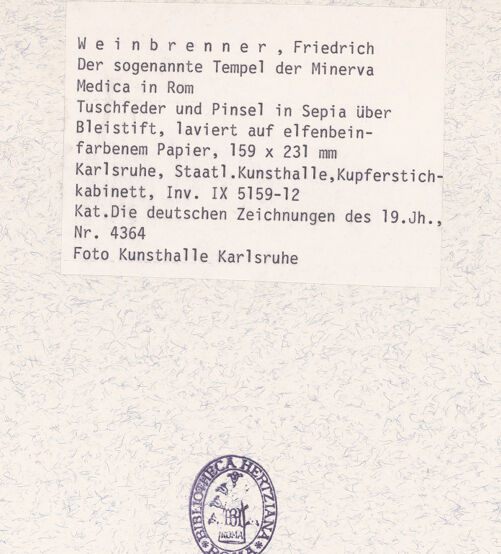 W e i n b r e n n e r , Friedrich
Der sogenannte Tempel der Minerva
Medica in Rom
Tuschfeder und Pinsel in Sepia über
Bleistift, laviert auf elfenbein-
farbenem Papier, 159 x 231 mm
Karlsruhe, Staatl.Kunsthalle,Kupferstich-
kabinett, Inv. IX 5159-12
Kat.Die deutschen Zeichnungen des 19.Jh.,
Nr. 4364
Foto Kunsthalle Karlsruhe
BIBLIOTHECA HERTZIANA
ROMA